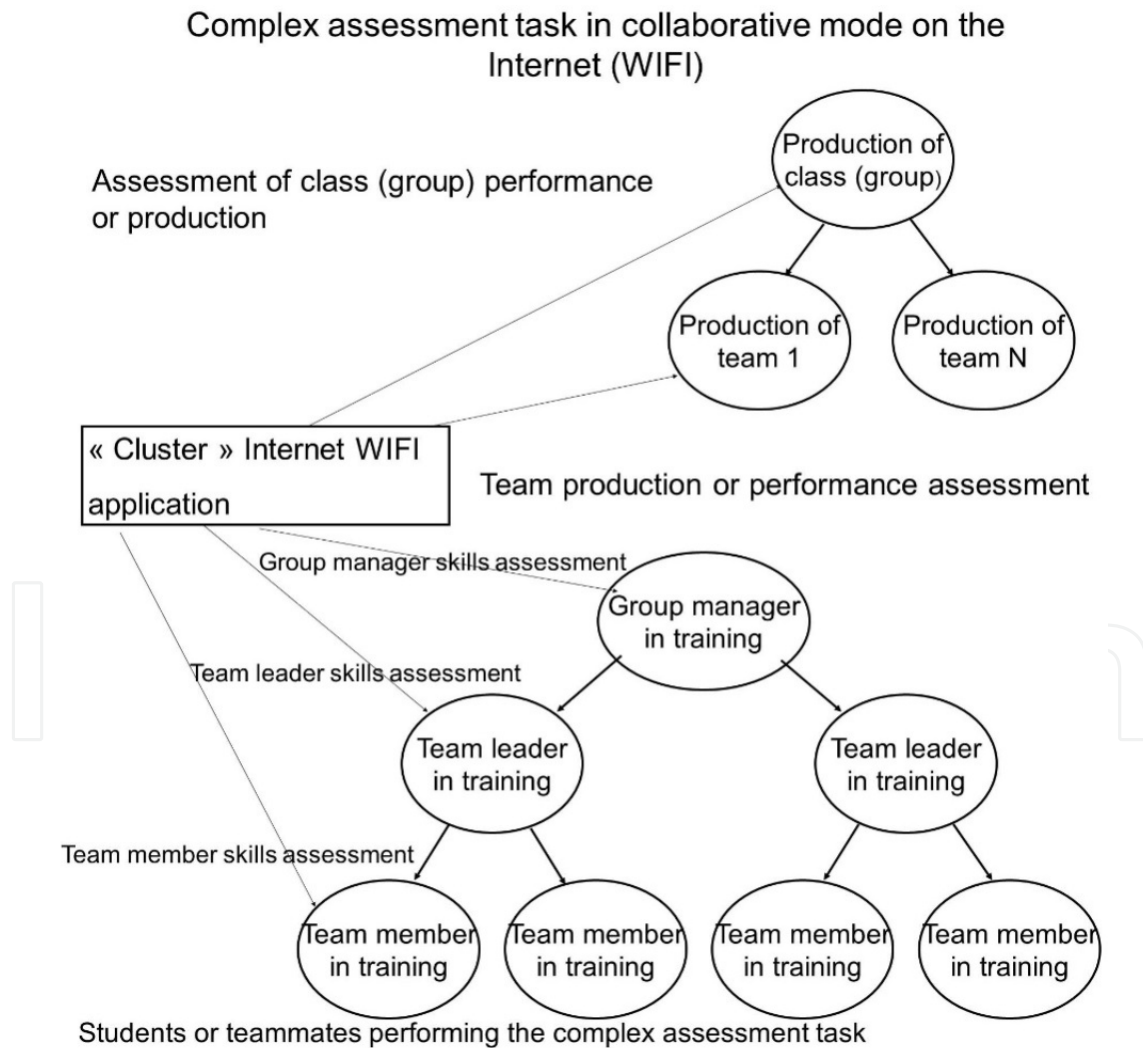 Complex assessment task in collaborative mode on the
Internet (WIFI)
Production of
class (group)
Assessment of class (group) performance
or production
Production of
team 1
Production of
team N
« Cluster » Internet WIFI
application
Team production or performance assessment
Group manager skills assessment
Group manager
in training
Team leader skills assessment
Team leader
in training
Team leader
in training
Team member skills assessment
Team member
in training
Team member
in training
Team member
in training
Team member
in training
Students or teammates performing the complex assessment task